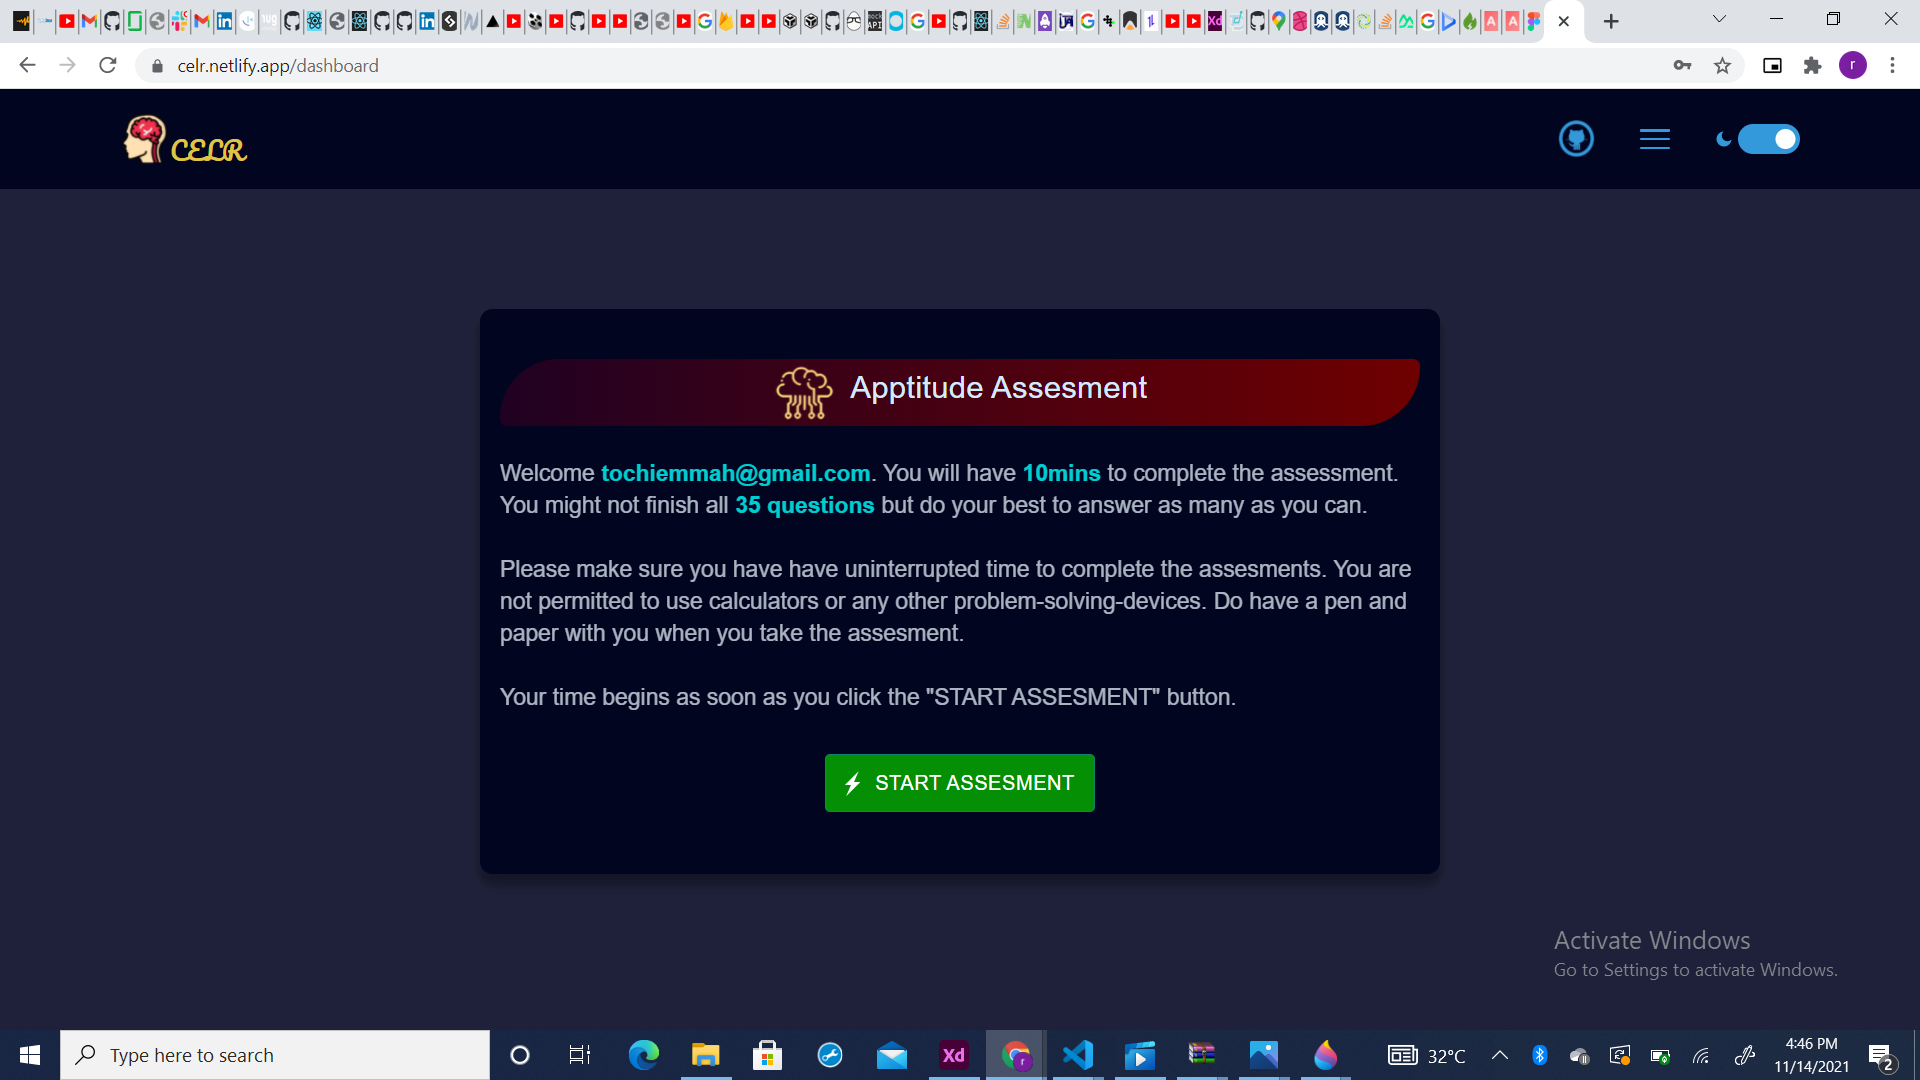 celr.netlify.app/dashboard
r
CELR
Apptitude Assesment
Welcome tochiemmah@gmail.com. You will have 10mins to complete the assessment.
You might not finish all 35 questions but do your best to answer as many as you can.
Please make sure you have have uninterrupted time to complete the assesments. You are
not permitted to use calculators or any other problem-solving-devices. Do have a pen and
paper with you when you take the assesment.
Your time begins as soon as you click the "START ASSESMENT" button.
START ASSESMENT
Activate Windows
Go to Settings to activate Windows.
Type here to search
Xd
r
32°C
4:46 PM
11/14/2021
2